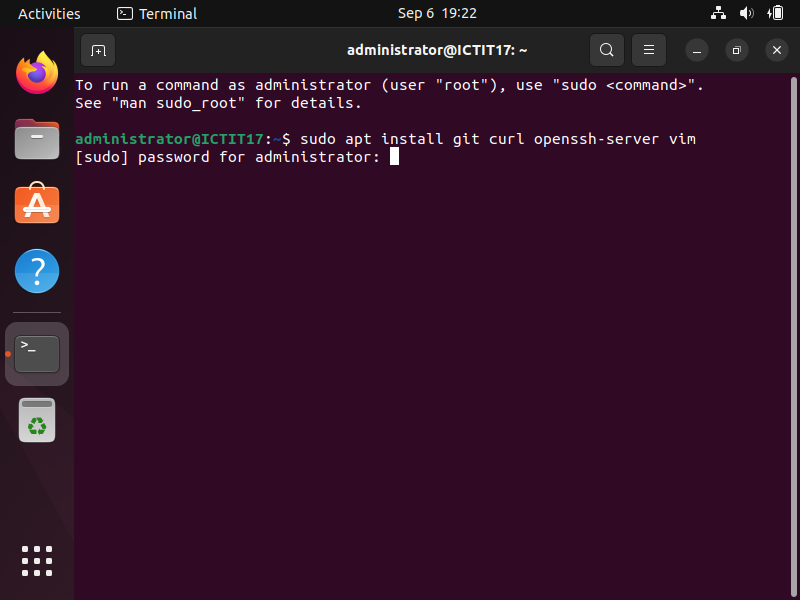 Activities
Terminal
Sep 6 19:22
administrator@ICTIT17: ~
To run a command as administrator (user "root"), use "sudo <command>".
See "man sudo_root" for details.
administrator@ICTIT17:~$ sudo apt install git curl openssh-server vim
[sudo] password for administrator: